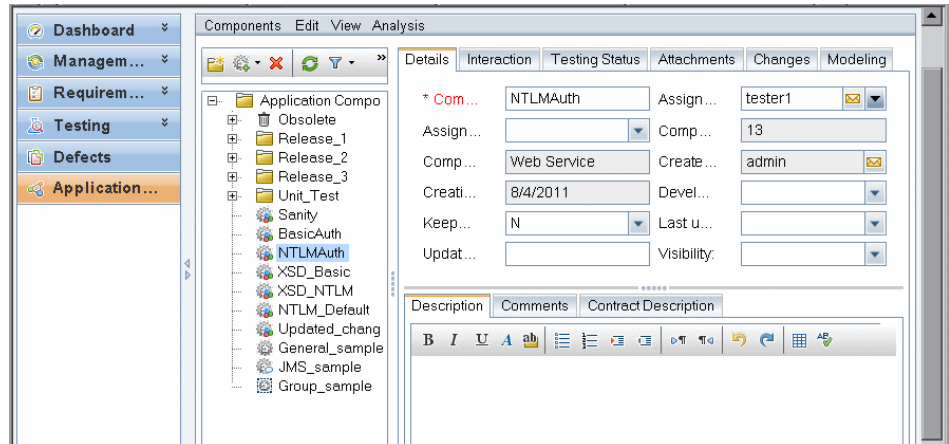 Dashboard
Managem...
Requirem...
Testing
Defects
Application...
Components Edit View Analysis
»
Application Compo
Obsolete
Release_1
Release_2
Release_3
Unit_Test
Sanity
BasicAuth
NTLMAuth
XSD_Basic
XSD_NTLM
NTLM_Default
Updated_chang
General_sample
JMS_sample
Group_sample
Details Interaction Testing Status Attachments Changes Modeling
* Com... NTLMAuth Assign... tester1
Assign... Comp... 13
Comp... Web Service Create... admin
Creati... 8/4/2011 Devel...
Keep... N Last u...
Updat... Visibility:
Description Comments Contract Description
B I U A ab